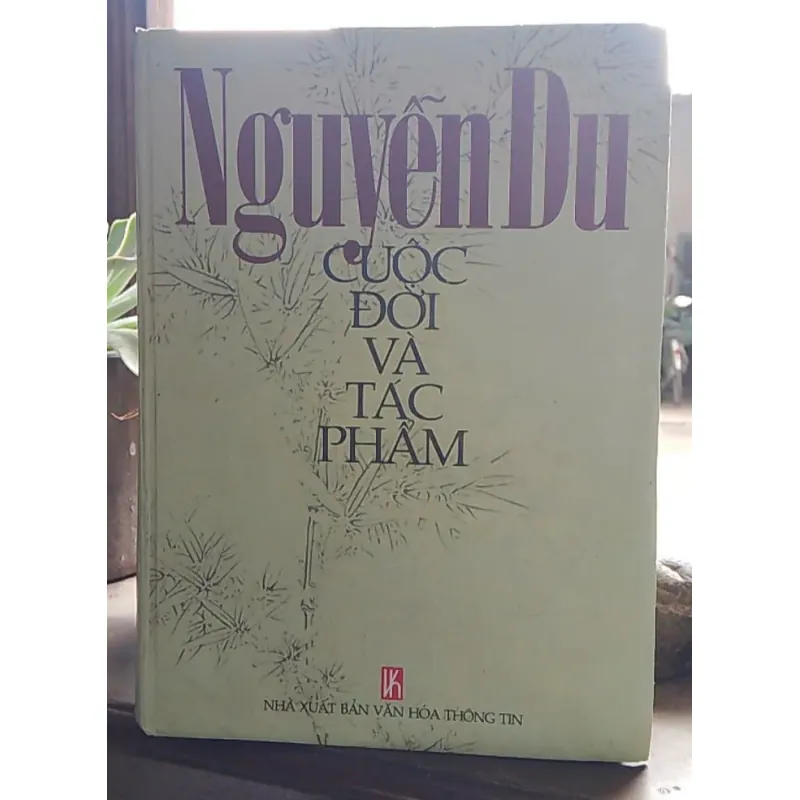 Nguyễn Du
CUỘC
ĐỜI
VÀ
TÁC
PHẨM
NHÀ XUẤT BẢN VĂN HÓA THÔNG TIN